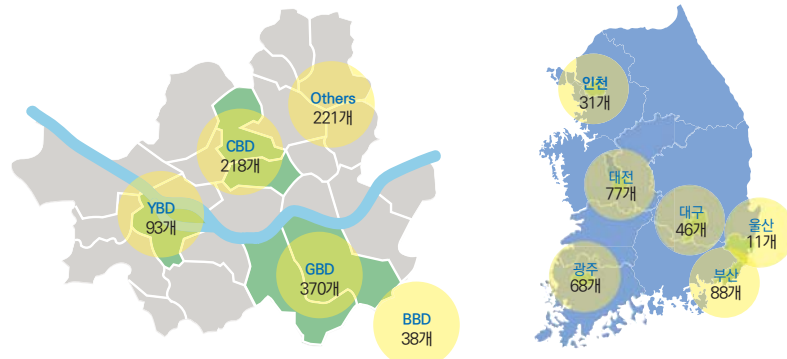 Others
221개
CBD
218개
YBD
93개
GBD
370개
BBD
38개
인천
31개
대전
77개
대구
46개
울산
11개
광주
68개
부산
88개